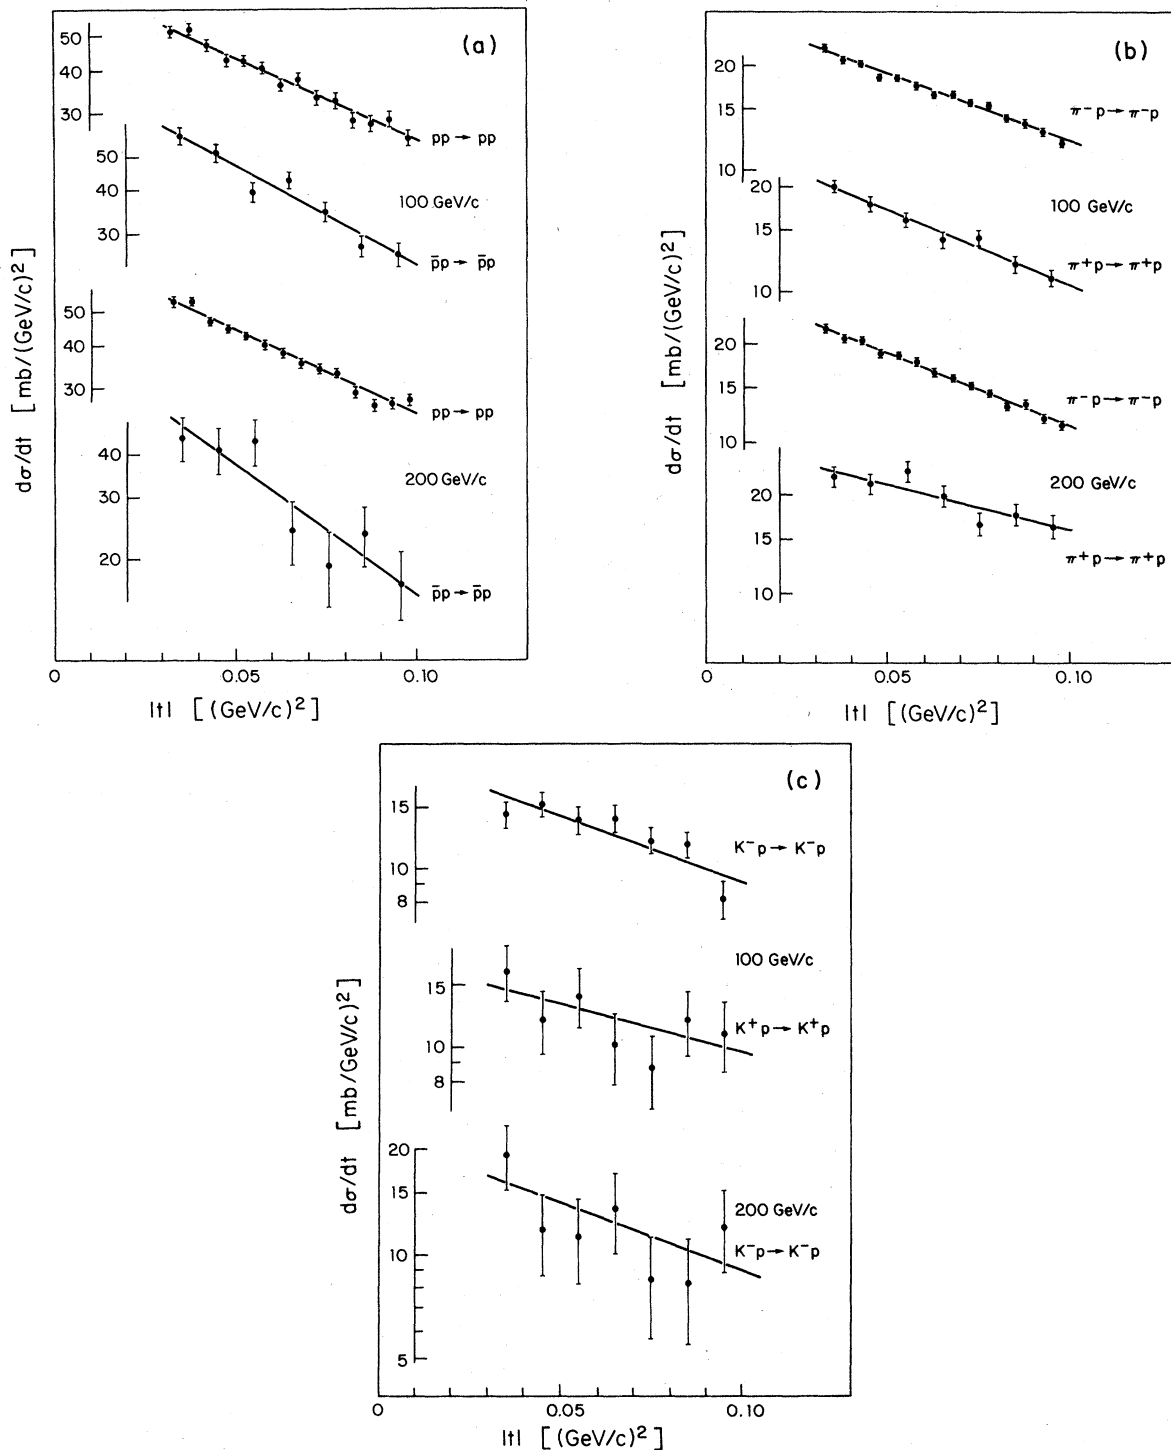 (a)
50
40
30
pp → pp
50
40
30
100 GeV/c
p̄p → p̄p
50
40
30
pp → pp
40
30
20
200 GeV/c
p̄p → p̄p
dσ/dt [mb/(GeV/c)²]
0 0.05 0.10
|t| [(GeV/c)²]
(b)
20
15
10
π⁻p → π⁻p
20
15
10
100 GeV/c
π⁺p → π⁺p
20
15
10
π⁻p → π⁻p
20
15
10
200 GeV/c
π⁺p → π⁺p
dσ/dt [mb/(GeV/c)²]
0 0.05 0.10
|t| [(GeV/c)²]
(c)
15
10
8
K⁻p → K⁻p
15
10
8
100 GeV/c
K⁺p → K⁺p
20
15
10
5
200 GeV/c
K⁻p → K⁻p
dσ/dt [mb/GeV/c)²]
0 0.05 0.10
|t| [(GeV/c)²]